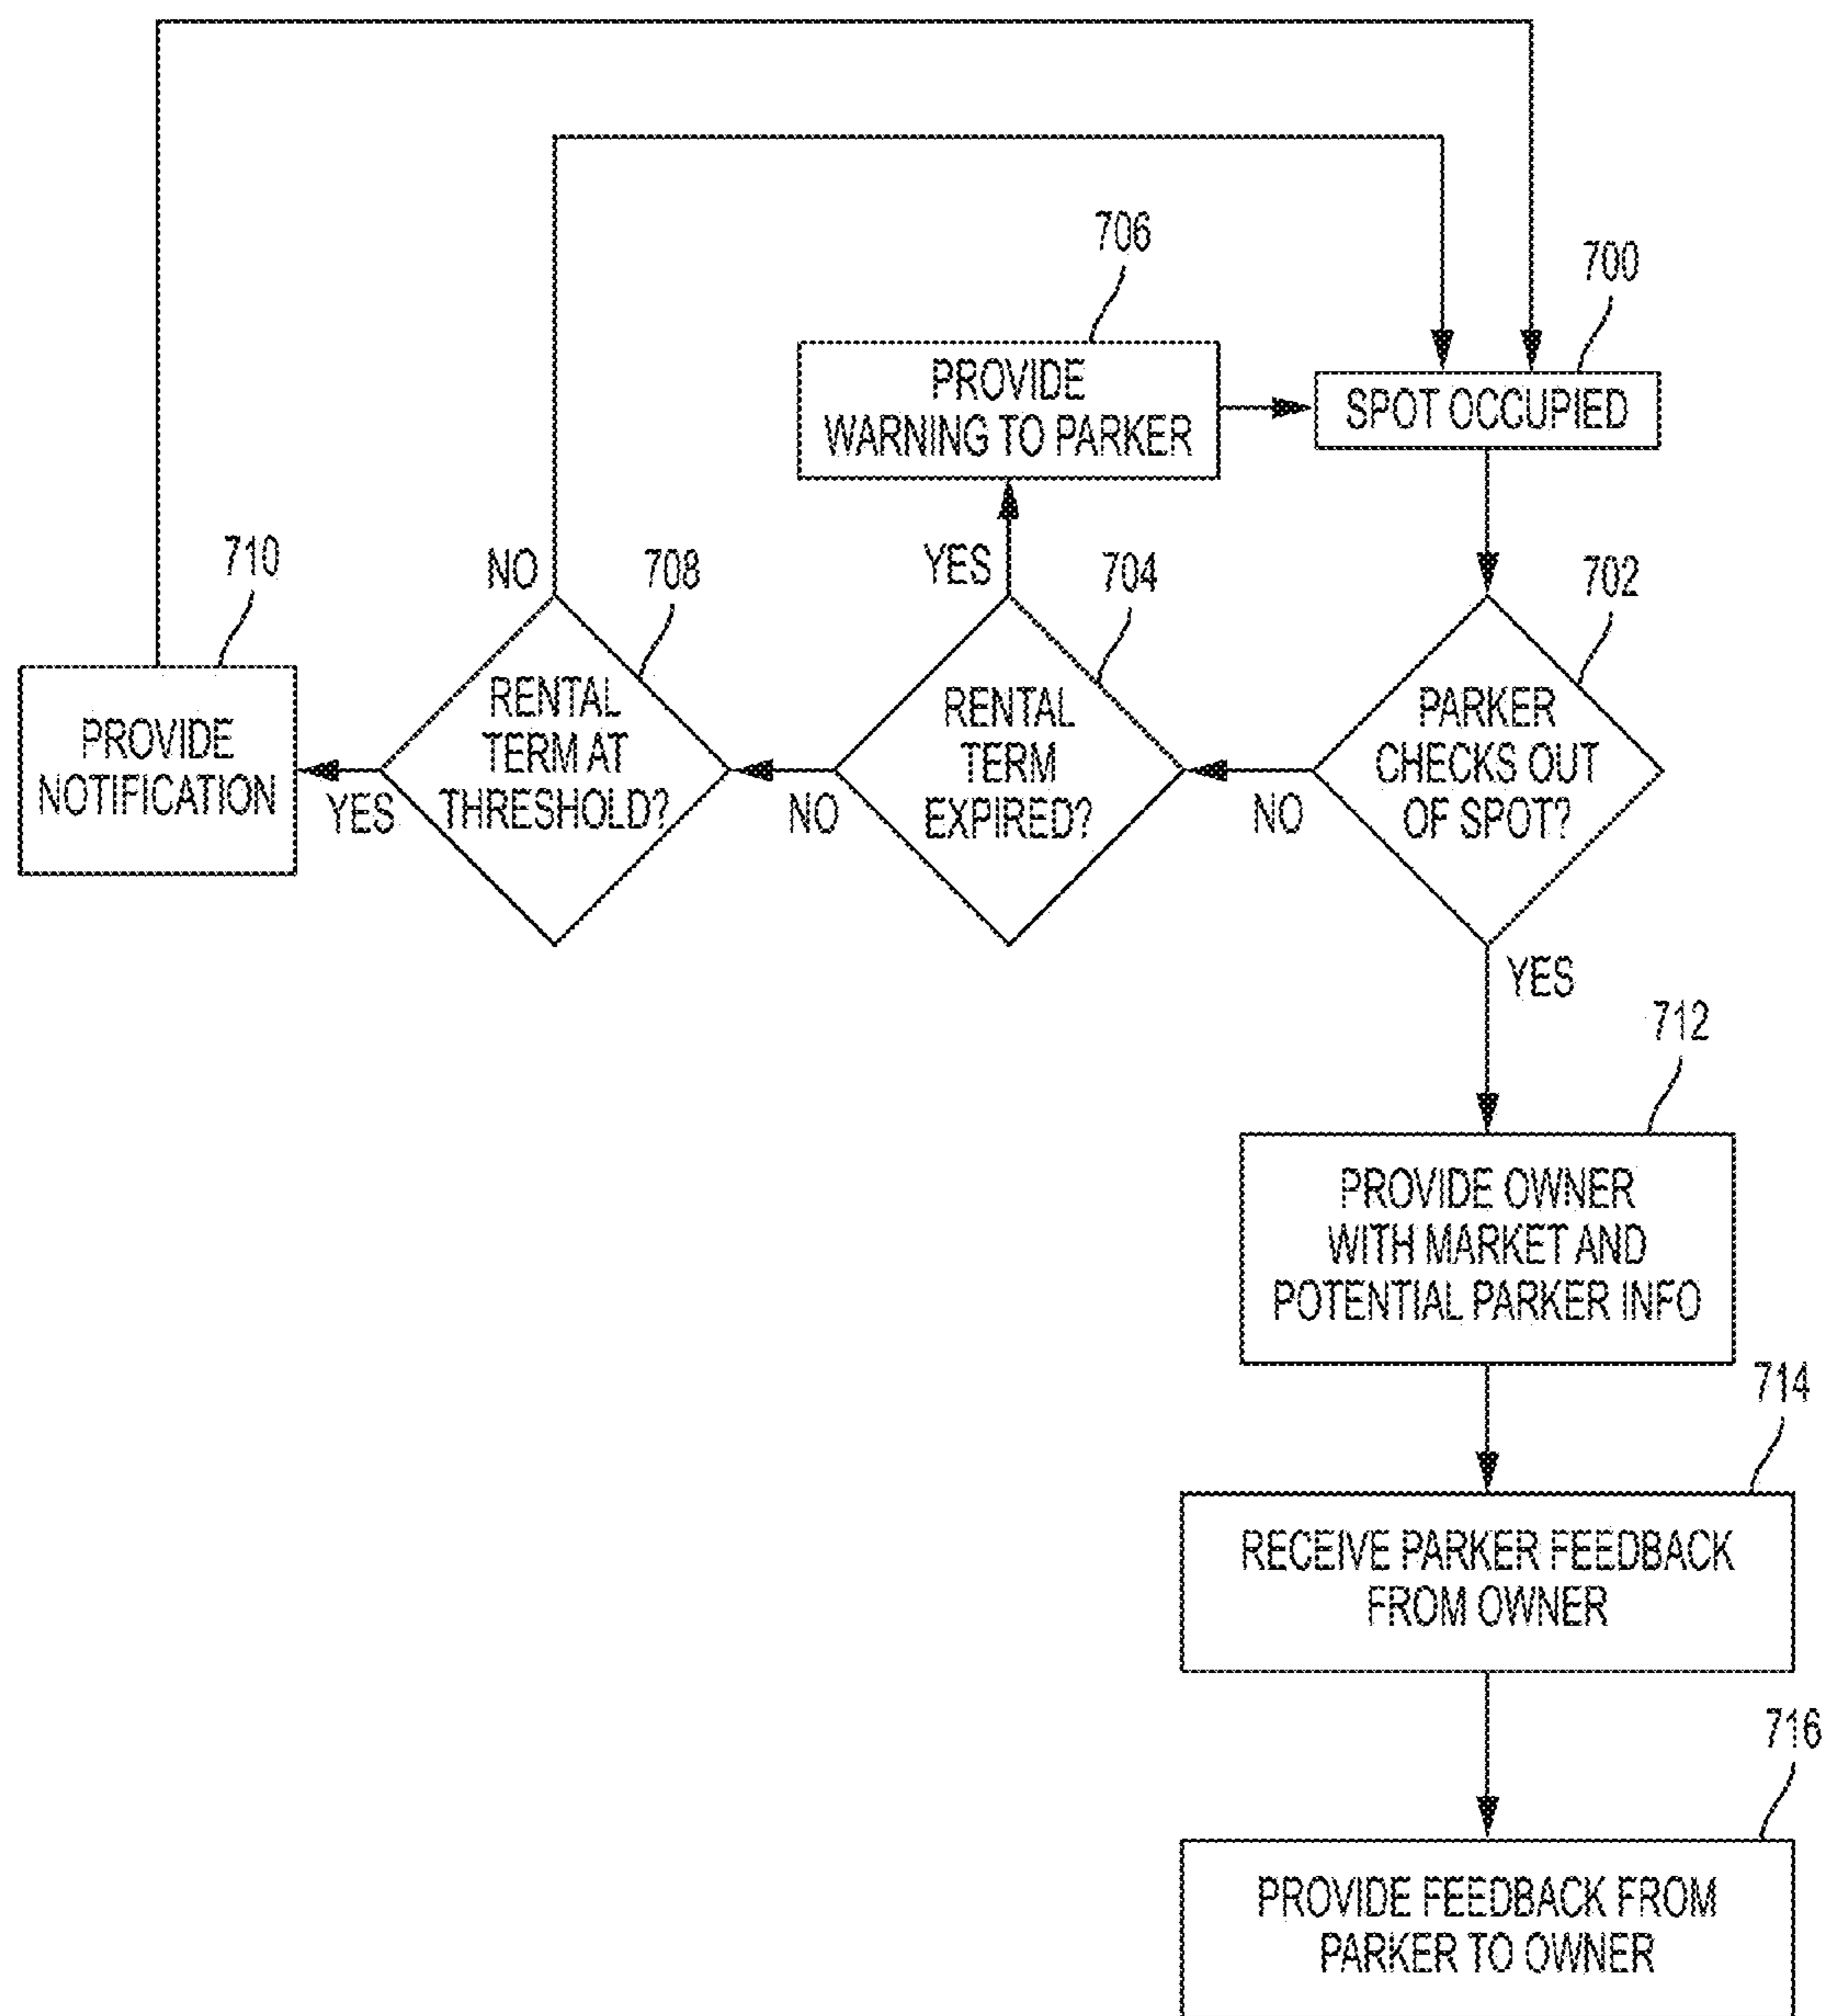 706
700
PROVIDE
WARNING TO PARKER
SPOT OCCUPIED
710
NO
708
YES
704
702
PROVIDE
NOTIFICATION
YES
RENTAL
TERM AT
THRESHOLD?
NO
RENTAL
TERM
EXPIRED?
NO
PARKER
CHECKS OUT
OF SPOT?
YES
712
PROVIDE OWNER
WITH MARKET AND
POTENTIAL PARKER INFO
714
RECEIVE PARKER FEEDBACK
FROM OWNER
716
PROVIDE FEEDBACK FROM
PARKER TO OWNER